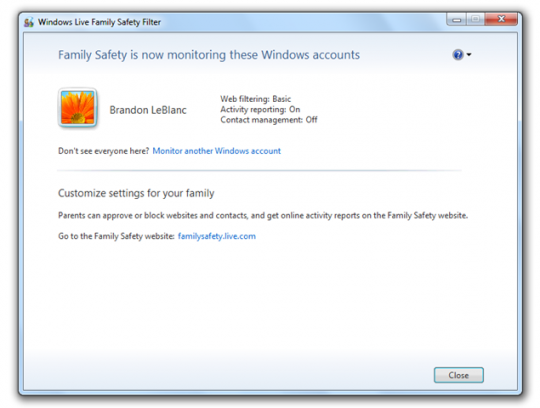 Windows Live Family Safety Filter
Family Safety is now monitoring these Windows accounts
Brandon LeBlanc
Web filtering: Basic
Activity reporting: On
Contact management: Off
Don't see everyone here? Monitor another Windows account
Customize settings for your family
Parents can approve or block websites and contacts, and get online activity reports on the Family Safety website.
Go to the Family Safety website: familysafety.live.com
Close